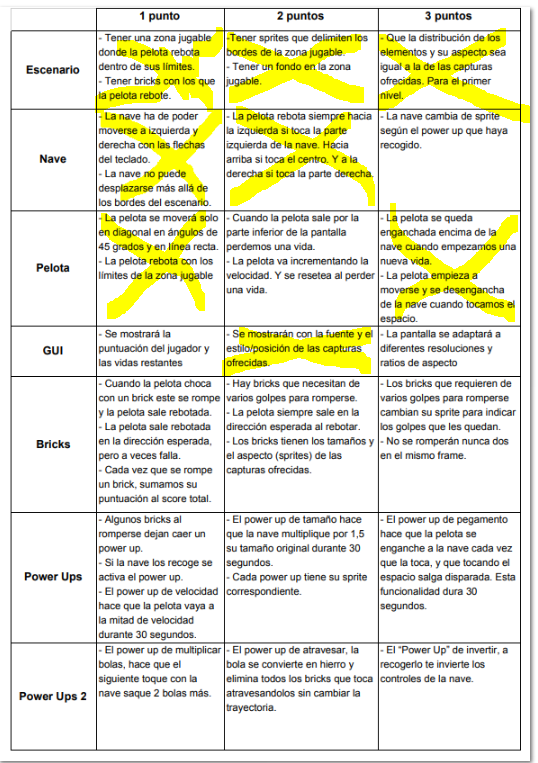 1 punto 2 puntos 3 puntos
Escenario
- Tener una zona jugable
donde la pelota rebota
dentro de sus límites.
- Tener bricks con los que
la pelota rebote.
-Tener sprites que delimiten los
bordes de la zona jugable.
- Tener un fondo en la zona
jugable.
- Que la distribución de los
elementos y su aspecto sea
igual a la de las capturas
ofrecidas. Para el primer
nivel.
Nave
- La nave ha de poder
moverse a izquierda y
derecha con las flechas
del teclado.
- La nave no puede
desplazarse más allá de
los bordes del escenario.
- La pelota rebota siempre hacia
la izquierda si toca la parte
izquierda de la nave. Hacia
arriba si toca el centro. Y a la
derecha si toca la parte derecha.
- La nave cambia de sprite
según el power up que haya
recogido.
Pelota
- La pelota se moverá solo
en diagonal en ángulos de
45 grados y en línea recta.
- La pelota rebota con los
límites de la zona jugable
- Cuando la pelota sale por la
parte inferior de la pantalla
perdemos una vida.
- La pelota va incrementando la
velocidad. Y se resetea al perder
una vida.
- La pelota se queda
enganchada encima de la
nave cuando empezamos una
nueva vida.
- La pelota empieza a
moverse y se desengancha
de la nave cuando tocamos el
espacio.
GUI
- Se mostrará la
puntuación del jugador y
las vidas restantes
- Se mostrarán con la fuente y el
estilo/posición de las capturas
ofrecidas.
- La pantalla se adaptará a
diferentes resoluciones y
ratios de aspecto
Bricks
- Cuando la pelota choca
con un brick este se rompe
y la pelota sale rebotada.
- La pelota sale rebotada
en la dirección esperada,
pero a veces falla.
- Cada vez que se rompe
un brick, sumamos su
puntuación al score total.
- Hay bricks que necesitan de
varios golpes para romperse.
- La pelota siempre sale en la
dirección esperada al rebotar.
- Los bricks tienen los tamaños y
el aspecto (sprites) de las
capturas ofrecidas.
- Los bricks que requieren de
varios golpes para romperse
cambian su sprite para indicar
los golpes que les quedan.
- No se romperán nunca dos
en el mismo frame.
Power Ups
- Algunos bricks al
romperse dejan caer un
power up.
- Si la nave los recoge se
activa el power up.
- El power up de velocidad
hace que la pelota vaya a
la mitad de velocidad
durante 30 segundos.
- El power up de tamaño hace
que la nave multiplique por 1,5
su tamaño original durante 30
segundos.
- Cada power up tiene su sprite
correspondiente.
- El power up de pegamento
hace que la pelota se
enganche a la nave cada vez
que la toca, y que tocando el
espacio salga disparada. Esta
funcionalidad dura 30
segundos.
Power Ups 2
- El power up de multiplicar
bolas, hace que el
siguiente toque con la
nave saque 2 bolas más.
- El power up de atravesar, la
bola se convierte en hierro y
elimina todos los bricks que toca
atravesandolos sin cambiar la
trayectoria.
- El “Power Up” de invertir, a
recogerlo te invierte los
controles de la nave.